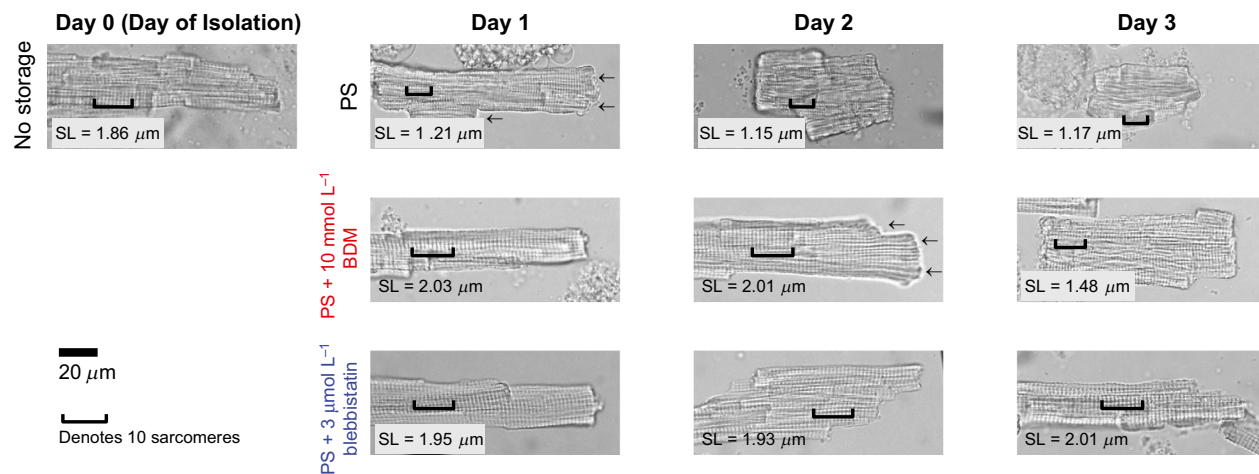 Day 0 (Day of Isolation)
Day 1
Day 2
Day 3
No storage
SL = 1.86 μm
PS
←
←
←
SL = 1 .21 μm
SL = 1.15 μm
SL = 1.17 μm
PS + 10 mmol L⁻¹
BDM
SL = 2.03 μm
←
←
←
SL = 2.01 μm
SL = 1.48 μm
20 μm
Denotes 10 sarcomeres
PS + 3 μmol L⁻¹
blebbistatin
SL = 1.95 μm
SL = 1.93 μm
SL = 2.01 μm